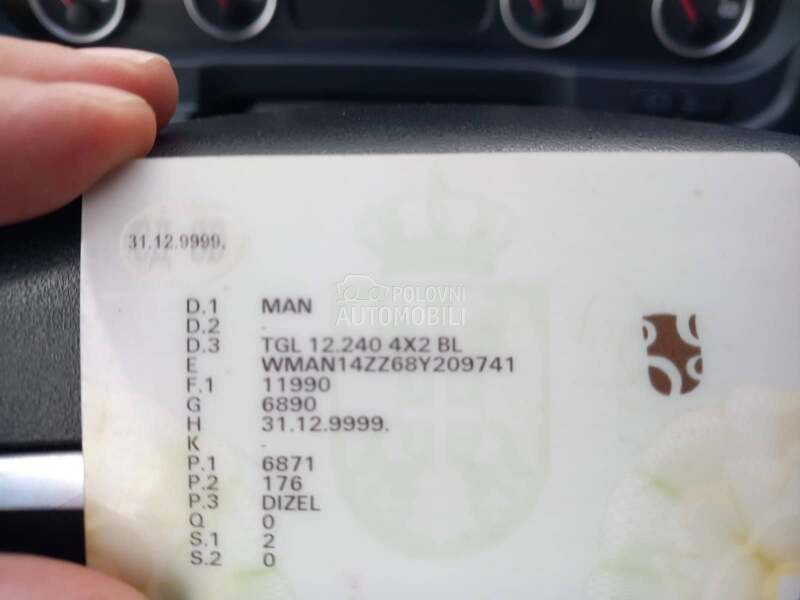 31.12.9999.
D.1 MAN
D.2 -
D.3 TGL 12.240 4X2 BL
E WMAN14ZZ68Y209741
F.1 11990
G 6890
H 31.12.9999.
K -
P.1 6871
P.2 176
P.3 DIZEL
Q 0
S.1 2
S.2 0
POLOVNI
AUTOMOBILI